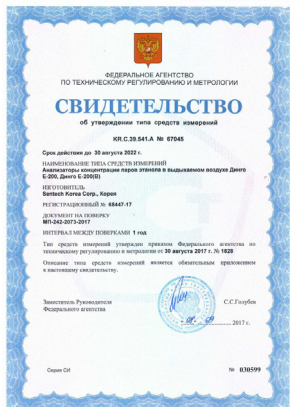 ФЕДЕРАЛЬНОЕ АГЕНТСТВО
ПО ТЕХНИЧЕСКОМУ РЕГУЛИРОВАНИЮ И МЕТРОЛОГИИ
СВИДЕТЕЛЬСТВО
об утверждении типа средств измерений
KR.C.39.541.A № 67045
Срок действия до 30 августа 2022 г.
НАИМЕНОВАНИЕ ТИПА СРЕДСТВ ИЗМЕРЕНИЙ
Анализаторы концентрации паров этанола в выдыхаемом воздухе Динго
E-200, Динго E-200(В)
ИЗГОТОВИТЕЛЬ
Sentech Korea Corp., Корея
РЕГИСТРАЦИОННЫЙ № 68447-17
ДОКУМЕНТ НА ПОВЕРКУ
МП-242-2073-2017
ИНТЕРВАЛ МЕЖДУ ПОВЕРКАМИ 1 год
Тип средств измерений утвержден приказом Федерального агентства по
техническому регулированию и метрологии от 30 августа 2017 г. № 1828
Описание типа средств измерений является обязательным приложением
к настоящему свидетельству.
Заместитель Руководителя
Федерального агентства
С.С.Голубев
2017 г.
Серия СИ
№ 030599